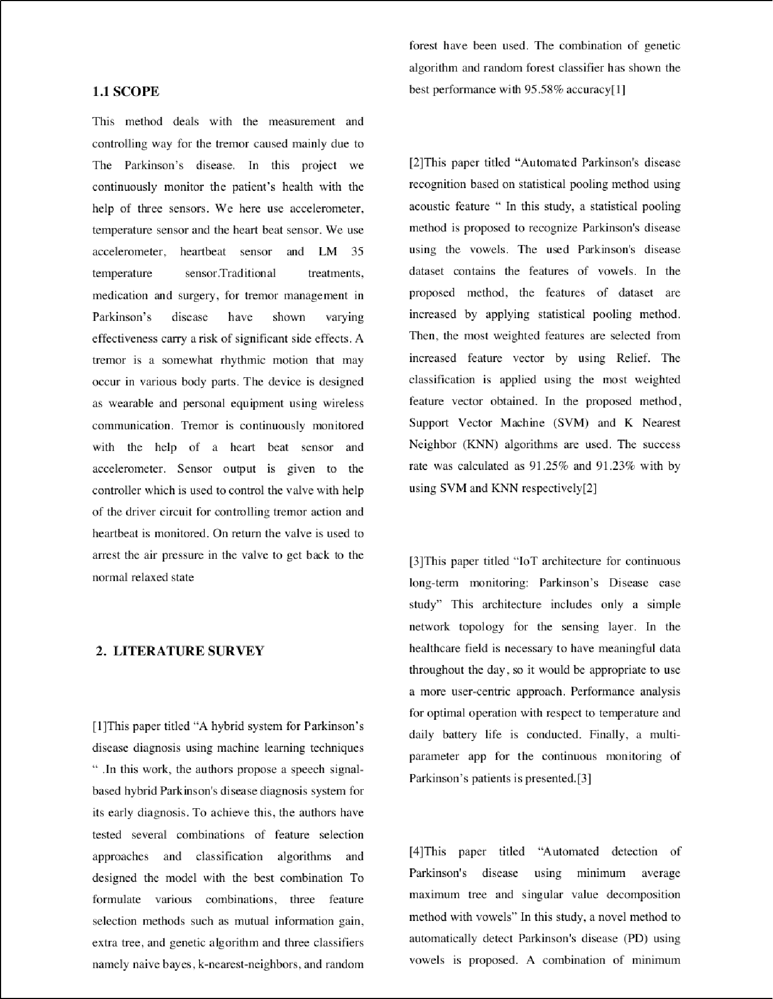 1.1 SCOPE
This method deals with the measurement and
controlling way for the tremor caused mainly due to
The Parkinson’s disease. In this project we
continuously monitor the patient’s health with the
help of three sensors. We here use accelerometer,
temperature sensor and the heart beat sensor. We use
accelerometer, heartbeat sensor and LM 35
temperature sensor.Traditional treatments,
medication and surgery, for tremor management in
Parkinson’s disease have shown varying
effectiveness carry a risk of significant side effects. A
tremor is a somewhat rhythmic motion that may
occur in various body parts. The device is designed
as wearable and personal equipment using wireless
communication. Tremor is continuously monitored
with the help of a heart beat sensor and
accelerometer. Sensor output is given to the
controller which is used to control the valve with help
of the driver circuit for controlling tremor action and
heartbeat is monitored. On return the valve is used to
arrest the air pressure in the valve to get back to the
normal relaxed state
2. LITERATURE SURVEY
[1]This paper titled “A hybrid system for Parkinson’s
disease diagnosis using machine learning techniques
“ .In this work, the authors propose a speech signal-
based hybrid Parkinson's disease diagnosis system for
its early diagnosis. To achieve this, the authors have
tested several combinations of feature selection
approaches and classification algorithms and
designed the model with the best combination To
formulate various combinations, three feature
selection methods such as mutual information gain,
extra tree, and genetic algorithm and three classifiers
namely naive bayes, k-nearest-neighbors, and random
forest have been used. The combination of genetic
algorithm and random forest classifier has shown the
best performance with 95.58% accuracy[1]
[2]This paper titled “Automated Parkinson's disease
recognition based on statistical pooling method using
acoustic feature “ In this study, a statistical pooling
method is proposed to recognize Parkinson's disease
using the vowels. The used Parkinson's disease
dataset contains the features of vowels. In the
proposed method, the features of dataset are
increased by applying statistical pooling method.
Then, the most weighted features are selected from
increased feature vector by using Relief. The
classification is applied using the most weighted
feature vector obtained. In the proposed method,
Support Vector Machine (SVM) and K Nearest
Neighbor (KNN) algorithms are used. The success
rate was calculated as 91.25% and 91.23% with by
using SVM and KNN respectively[2]
[3]This paper titled “IoT architecture for continuous
long-term monitoring: Parkinson’s Disease case
study” This architecture includes only a simple
network topology for the sensing layer. In the
healthcare field is necessary to have meaningful data
throughout the day, so it would be appropriate to use
a more user-centric approach. Performance analysis
for optimal operation with respect to temperature and
daily battery life is conducted. Finally, a multi-
parameter app for the continuous monitoring of
Parkinson’s patients is presented.[3]
[4]This paper titled “Automated detection of
Parkinson's disease using minimum average
maximum tree and singular value decomposition
method with vowels” In this study, a novel method to
automatically detect Parkinson's disease (PD) using
vowels is proposed. A combination of minimum